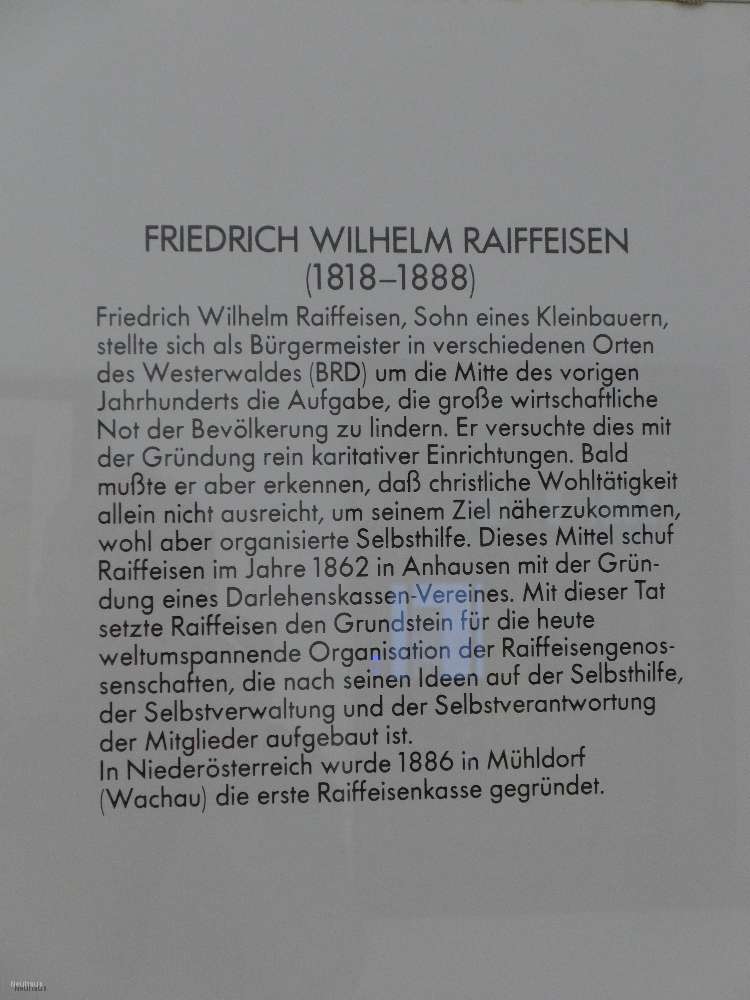 FRIEDRICH WILHELM RAIFFEISEN
(1818–1888)
Friedrich Wilhelm Raiffeisen, Sohn eines Kleinbauern,
stellte sich als Bürgermeister in verschiedenen Orten
des Westerwaldes (BRD) um die Mitte des vorigen
Jahrhunderts die Aufgabe, die große wirtschaftliche
Not der Bevölkerung zu lindern. Er versuchte dies mit
der Gründung rein karitativer Einrichtungen. Bald
mußte er aber erkennen, daß christliche Wohltätigkeit
allein nicht ausreicht, um seinem Ziel näherzukommen,
wohl aber organisierte Selbsthilfe. Dieses Mittel schuf
Raiffeisen im Jahre 1862 in Anhausen mit der Grün-
dung eines Darlehenskassen-Vereines. Mit dieser Tat
setzte Raiffeisen den Grundstein für die heute
weltumspannende Organisation der Raiffeisengenos-
senschaften, die nach seinen Ideen auf der Selbsthilfe,
der Selbstverwaltung und der Selbstverantwortung
der Mitglieder aufgebaut ist.
In Niederösterreich wurde 1886 in Mühldorf
(Wachau) die erste Raiffeisenkasse gegründet.
Neuhaus
Neuhaus